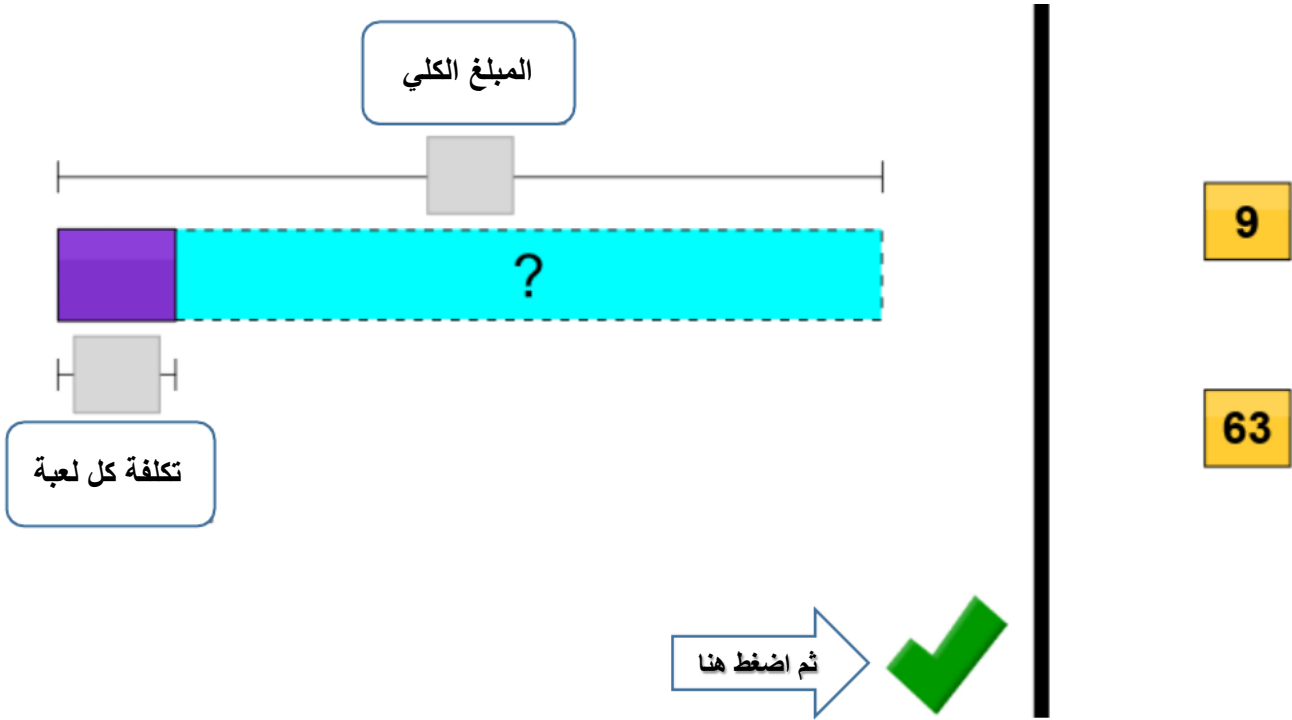 المبلغ الكلي
9
?
63
تكلفة كل لعبة
ثم اضغط هنا